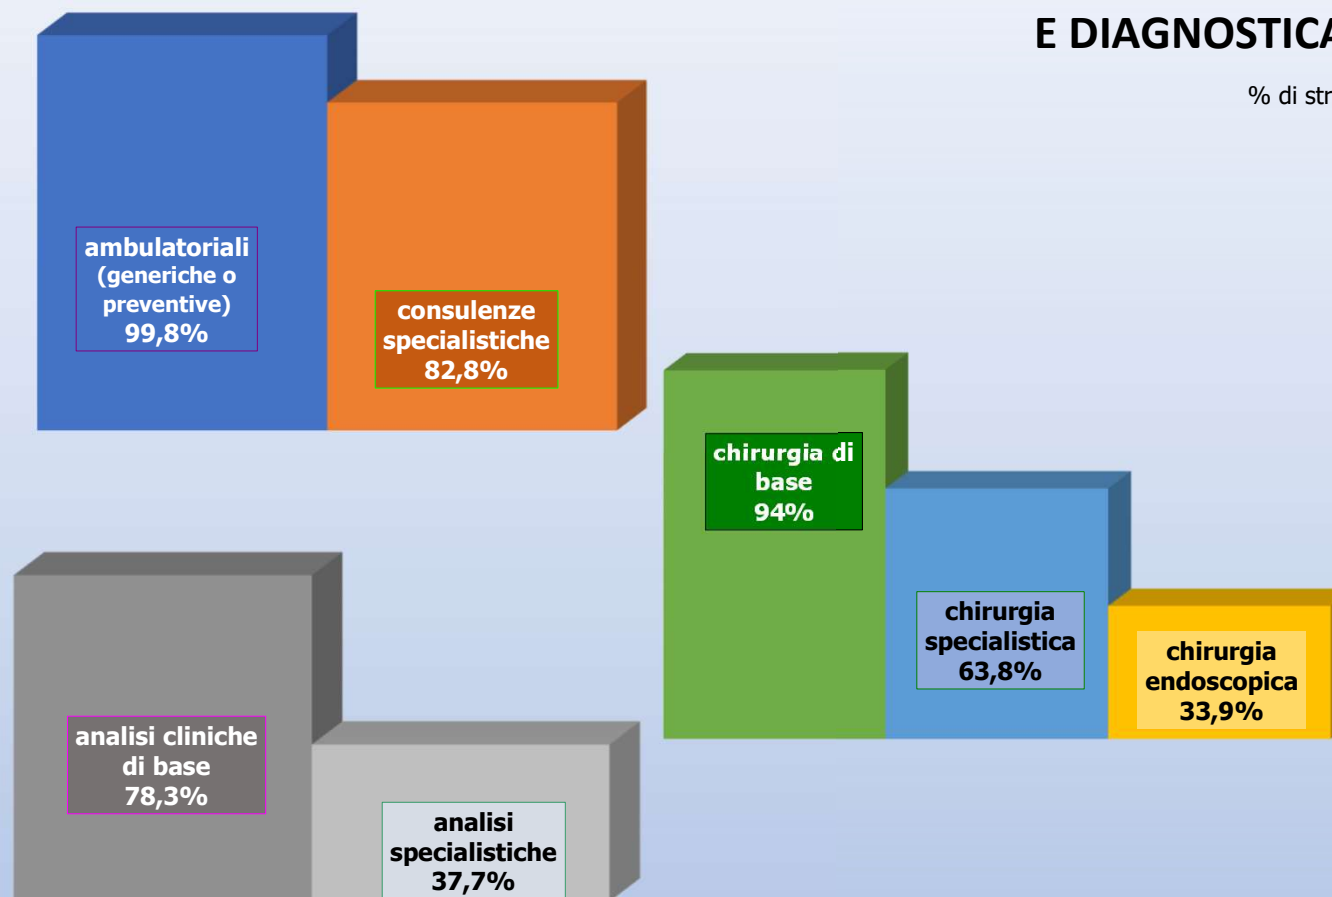 E DIAGNOSTICA
% di str
ambulatoriali
(generiche o
preventive)
99,8%
consulenze
specialistiche
82,8%
chirurgia di
base
94%
chirurgia
specialistica
63,8%
chirurgia
endoscopica
33,9%
analisi cliniche
di base
78,3%
analisi
specialistiche
37,7%